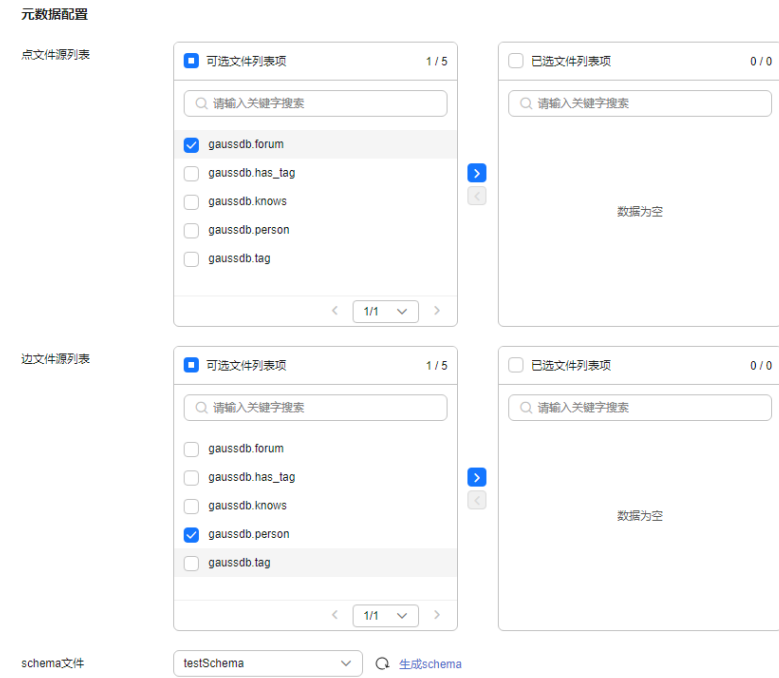 元数据配置
点文件源列表
可选文件列表项 1 / 5
请输入关键字搜索
gaussdb.forum
gaussdb.has_tag
gaussdb.knows
gaussdb.person
gaussdb.tag
1/1
已选文件列表项 0 / 0
请输入关键字搜索
数据为空
边文件源列表
可选文件列表项 1 / 5
请输入关键字搜索
gaussdb.forum
gaussdb.has_tag
gaussdb.knows
gaussdb.person
gaussdb.tag
1/1
已选文件列表项 0 / 0
请输入关键字搜索
数据为空
schema文件
testSchema
生成schema